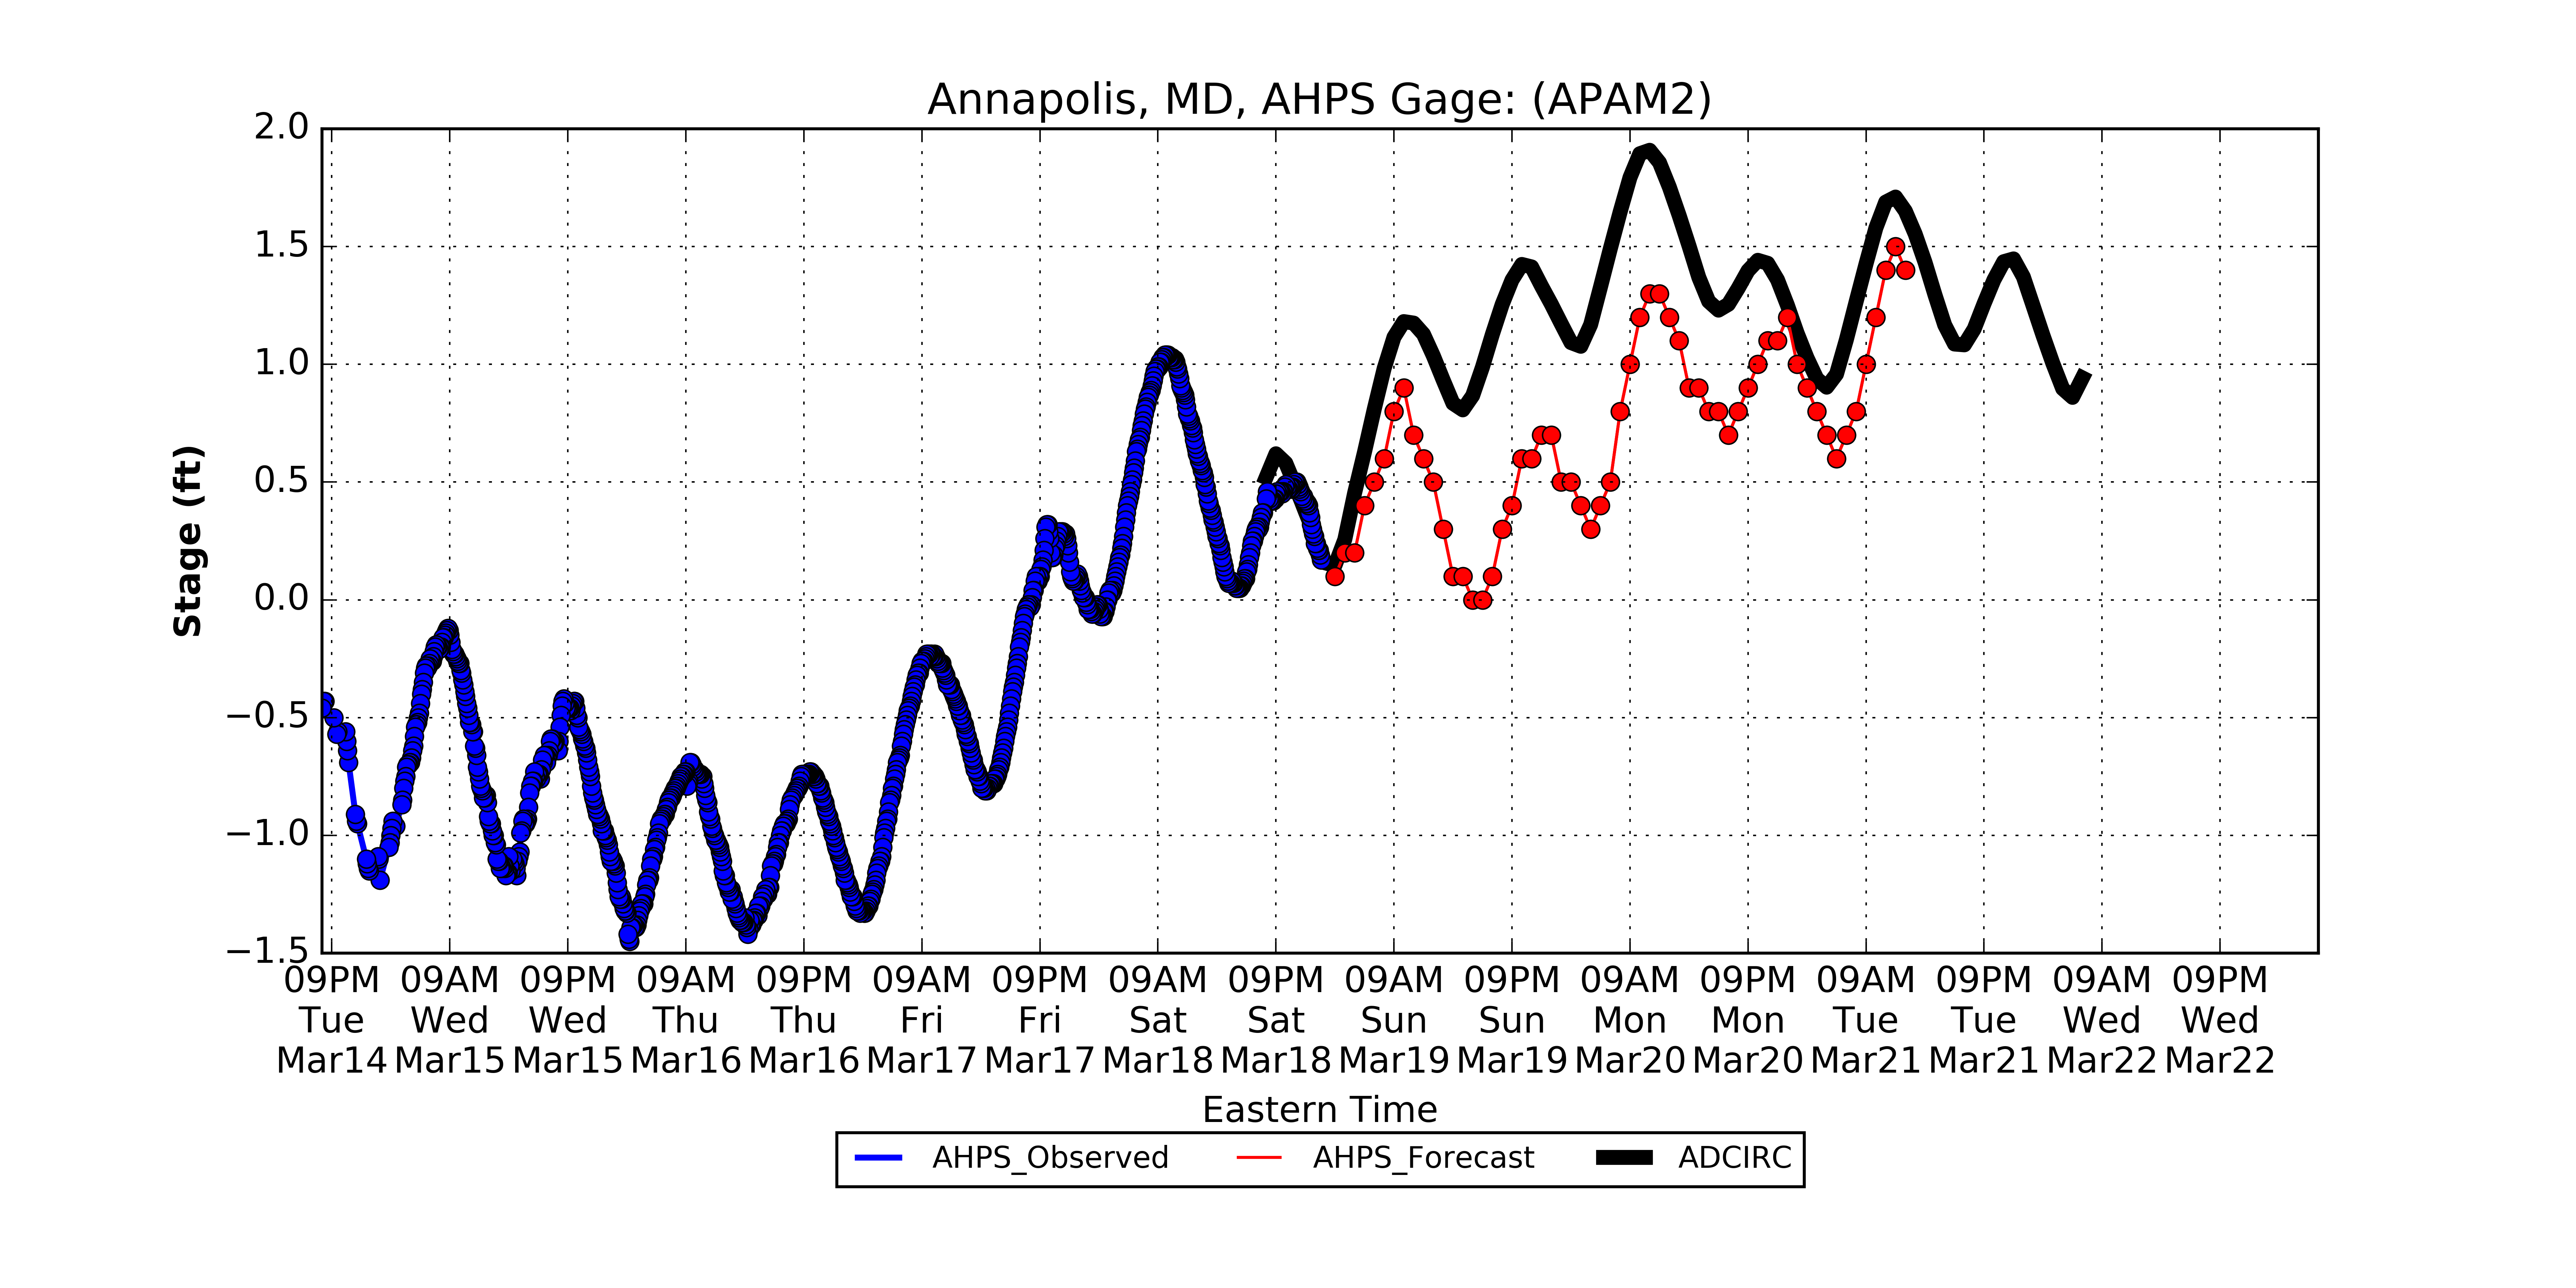 Annapolis, MD, AHPS Gage: (APAM2)
2.0
1.5
1.0
0.5
0.0
−0.5
−1.0
−1.5
Stage (ft)
09PM 09AM 09PM 09AM 09PM 09AM 09PM 09AM 09PM 09AM 09PM 09AM 09PM 09AM 09PM 09AM 09PM
Tue Wed Wed Thu Thu Fri Fri Sat Sat Sun Sun Mon Mon Tue Tue Wed Wed
Mar14 Mar15 Mar15 Mar16 Mar16 Mar17 Mar17 Mar18 Mar18 Mar19 Mar19 Mar20 Mar20 Mar21 Mar21 Mar22 Mar22
Eastern Time
AHPS_Observed AHPS_Forecast ADCIRC